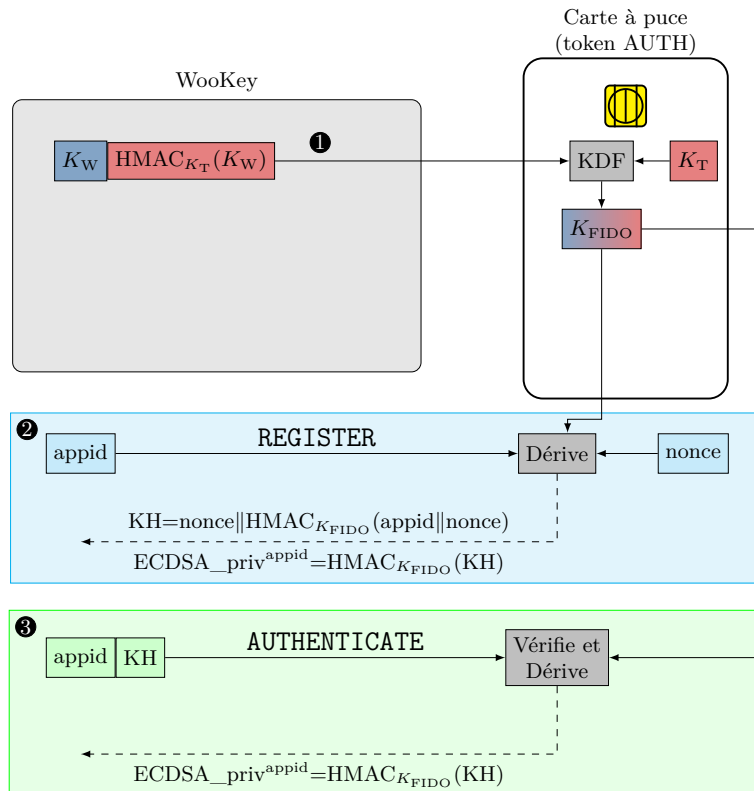 Carte à puce
(token AUTH)
WooKey
❶
K_W HMAC_{K_T}(K_W)
KDF
K_T
K_FIDO
❷
appid
REGISTER
Dérive
nonce
KH=nonce‖HMAC_{K_FIDO}(appid‖nonce)
ECDSA_priv^appid=HMAC_{K_FIDO}(KH)
❸
appid KH
AUTHENTICATE
Vérifie et
Dérive
ECDSA_priv^appid=HMAC_{K_FIDO}(KH)